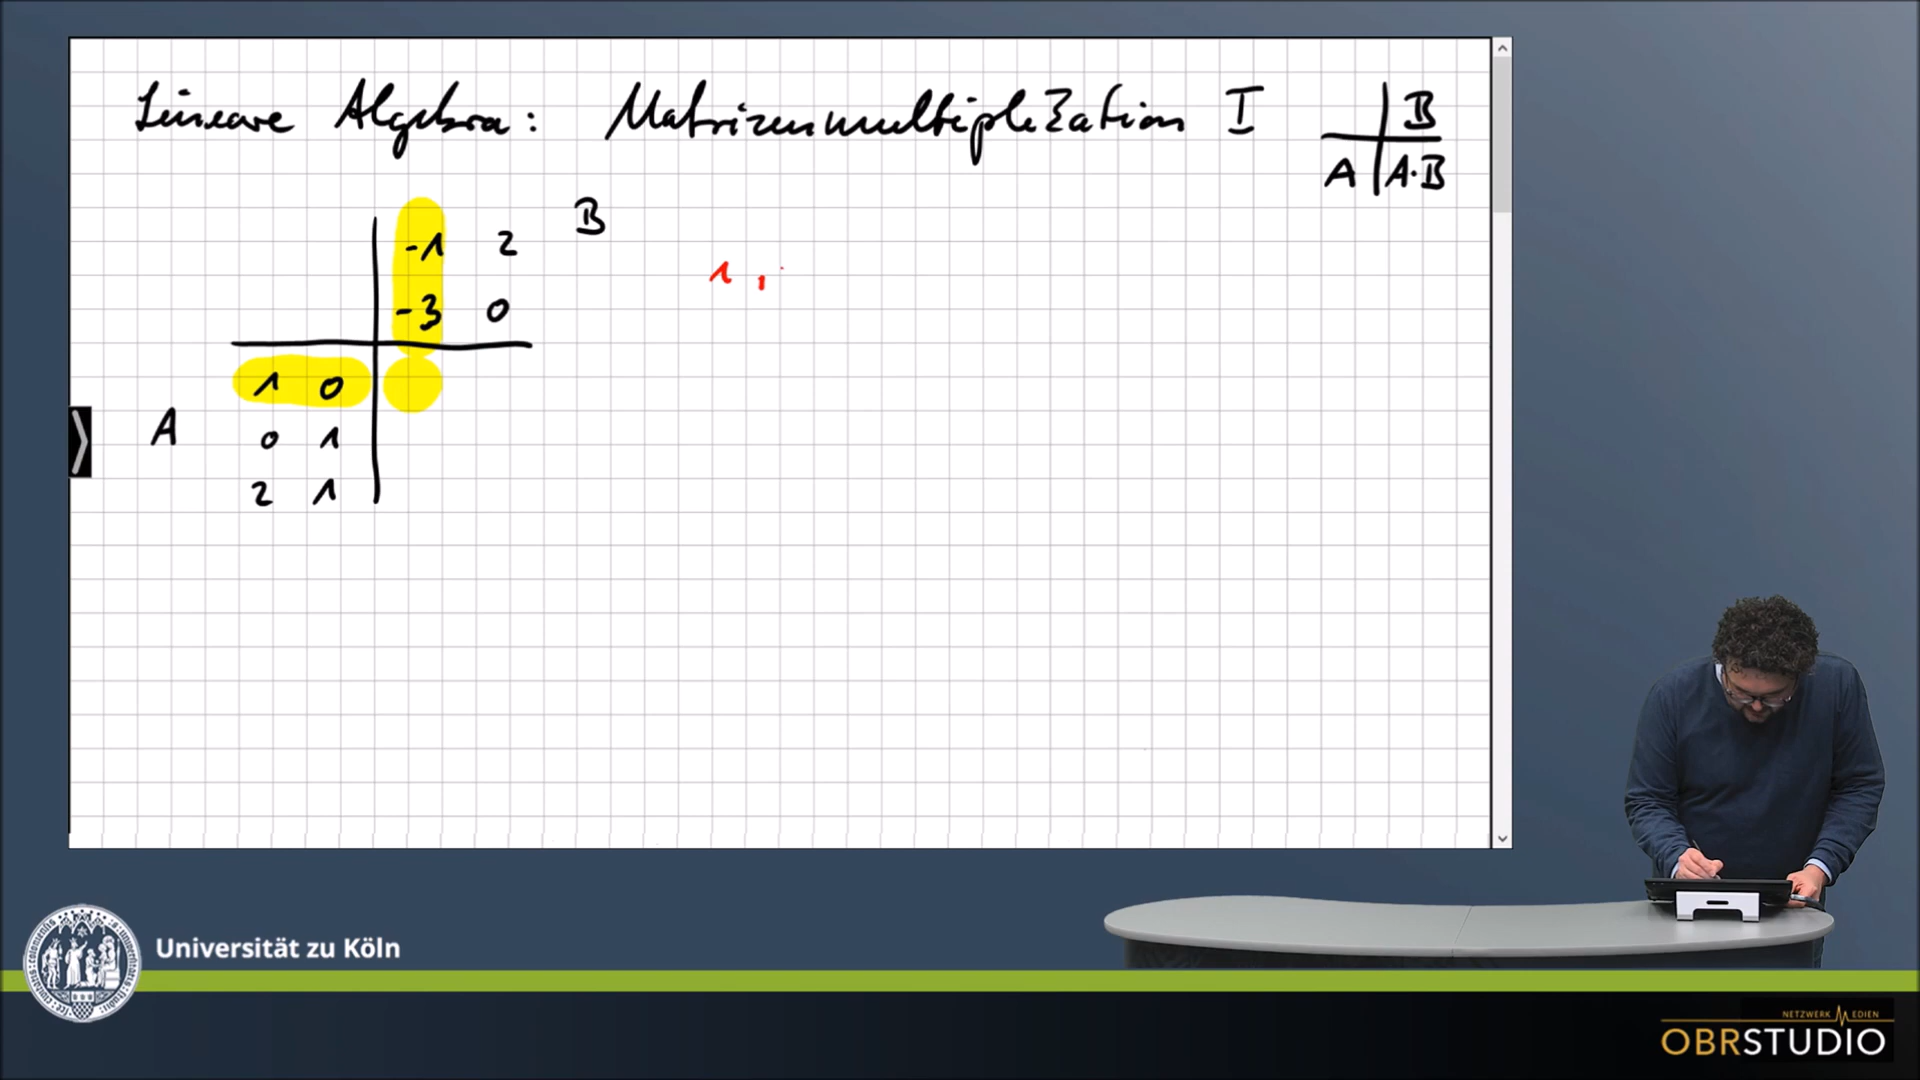 Lineare Algebra: Matrizenmultiplikation I
B
A A·B
B
-1 2
-3 0
1 ,
1 0
A
0 1
2 1
Universität zu Köln
NETZWERK MEDIEN
OBRSTUDIO